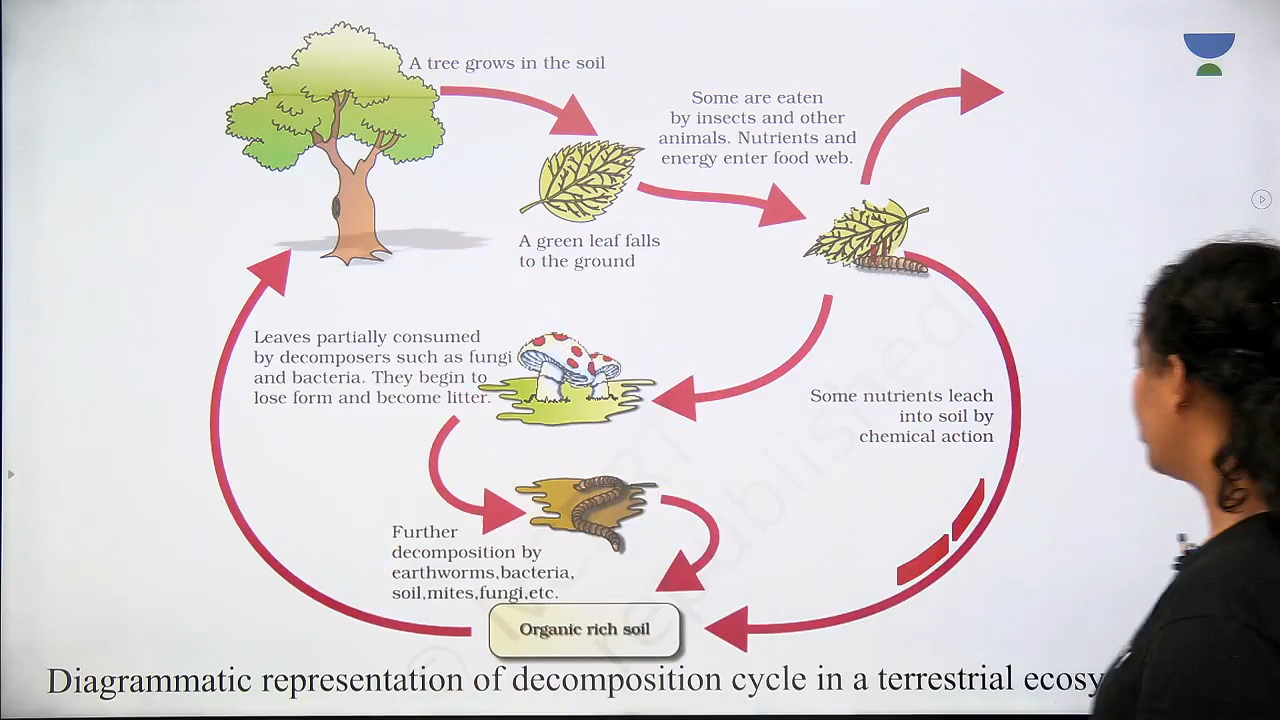 A tree grows in the soil
Some are eaten
by insects and other
animals. Nutrients and
energy enter food web.
A green leaf falls
to the ground
Leaves partially consumed
by decomposers such as fungi
and bacteria. They begin to
lose form and become litter.
Some nutrients leach
into soil by
chemical action
Further
decomposition by
earthworms,bacteria,
soil,mites,fungi,etc.
Organic rich soil
Diagrammatic representation of decomposition cycle in a terrestrial ecosy